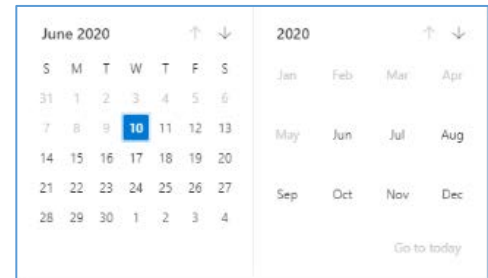 June 2020
S M T W T F S
31 1 2 3 4 5 6
7 8 9 10 11 12 13
14 15 16 17 18 19 20
21 22 23 24 25 26 27
28 29 30 1 2 3 4
2020
Jan Feb Mar Apr
May Jun Jul Aug
Sep Oct Nov Dec
Go to today